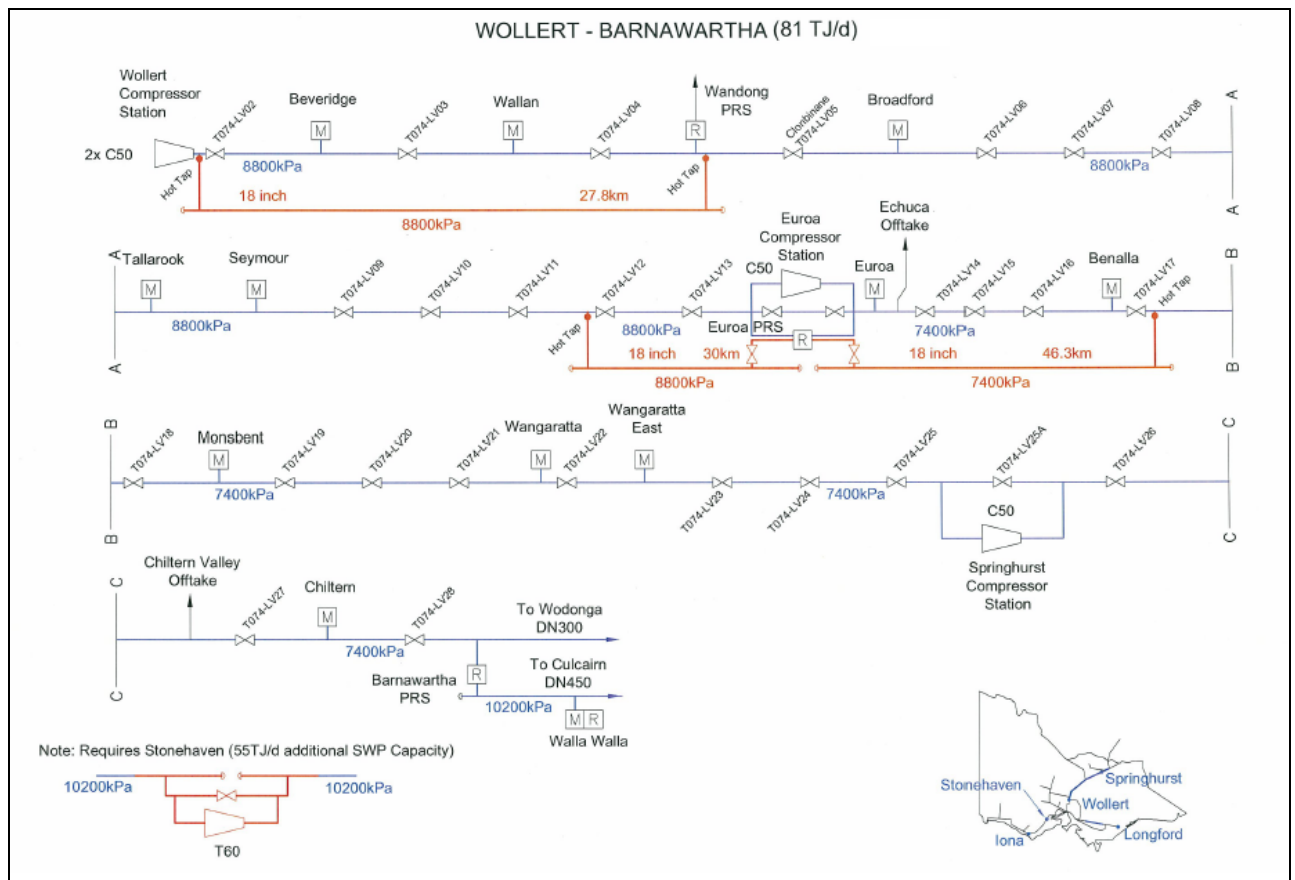 WOLLERT - BARNAWARTHA (81 TJ/d)
Wollert
Compressor
Station
2x C50
T074-LV02
Beveridge
M
T074-LV03
Wallan
M
T074-LV04
Wandong
PRS
R
Clonbinane
T074-LV05
Broadford
M
T074-LV06
T074-LV07
T074-LV08
A
A
8800kPa
8800kPa
Hot Tap
18 inch
27.8km
Hot Tap
8800kPa
A
A
Tallarook
M
Seymour
M
T074-LV09
T074-LV10
T074-LV11
T074-LV12
T074-LV13
Euroa
Compressor
Station
C50
Euroa
M
Echuca
Offtake
T074-LV14
T074-LV15
T074-LV16
Benalla
M
T074-LV17
Hot Tap
B
B
8800kPa
Hot Tap
8800kPa
Euroa PRS
R
7400kPa
18 inch
30km
18 inch
46.3km
8800kPa
7400kPa
B
B
T074-LV18
Monsbent
M
T074-LV19
T074-LV20
T074-LV21
Wangaratta
M
T074-LV22
Wangaratta
East
M
T074-LV23
T074-LV24
T074-LV25
T074-LV25A
T074-LV26
C
C
7400kPa
7400kPa
C50
Springhurst
Compressor
Station
C
C
Chiltern Valley
Offtake
T074-LV27
Chiltern
M
T074-LV28
To Wodonga
DN300
7400kPa
R
Barnawartha
PRS
To Culcairn
DN450
10200kPa
M R
Walla Walla
Note: Requires Stonehaven (55TJ/d additional SWP Capacity)
10200kPa
10200kPa
T60
Stonehaven
Springhurst
Wollert
Iona
Longford